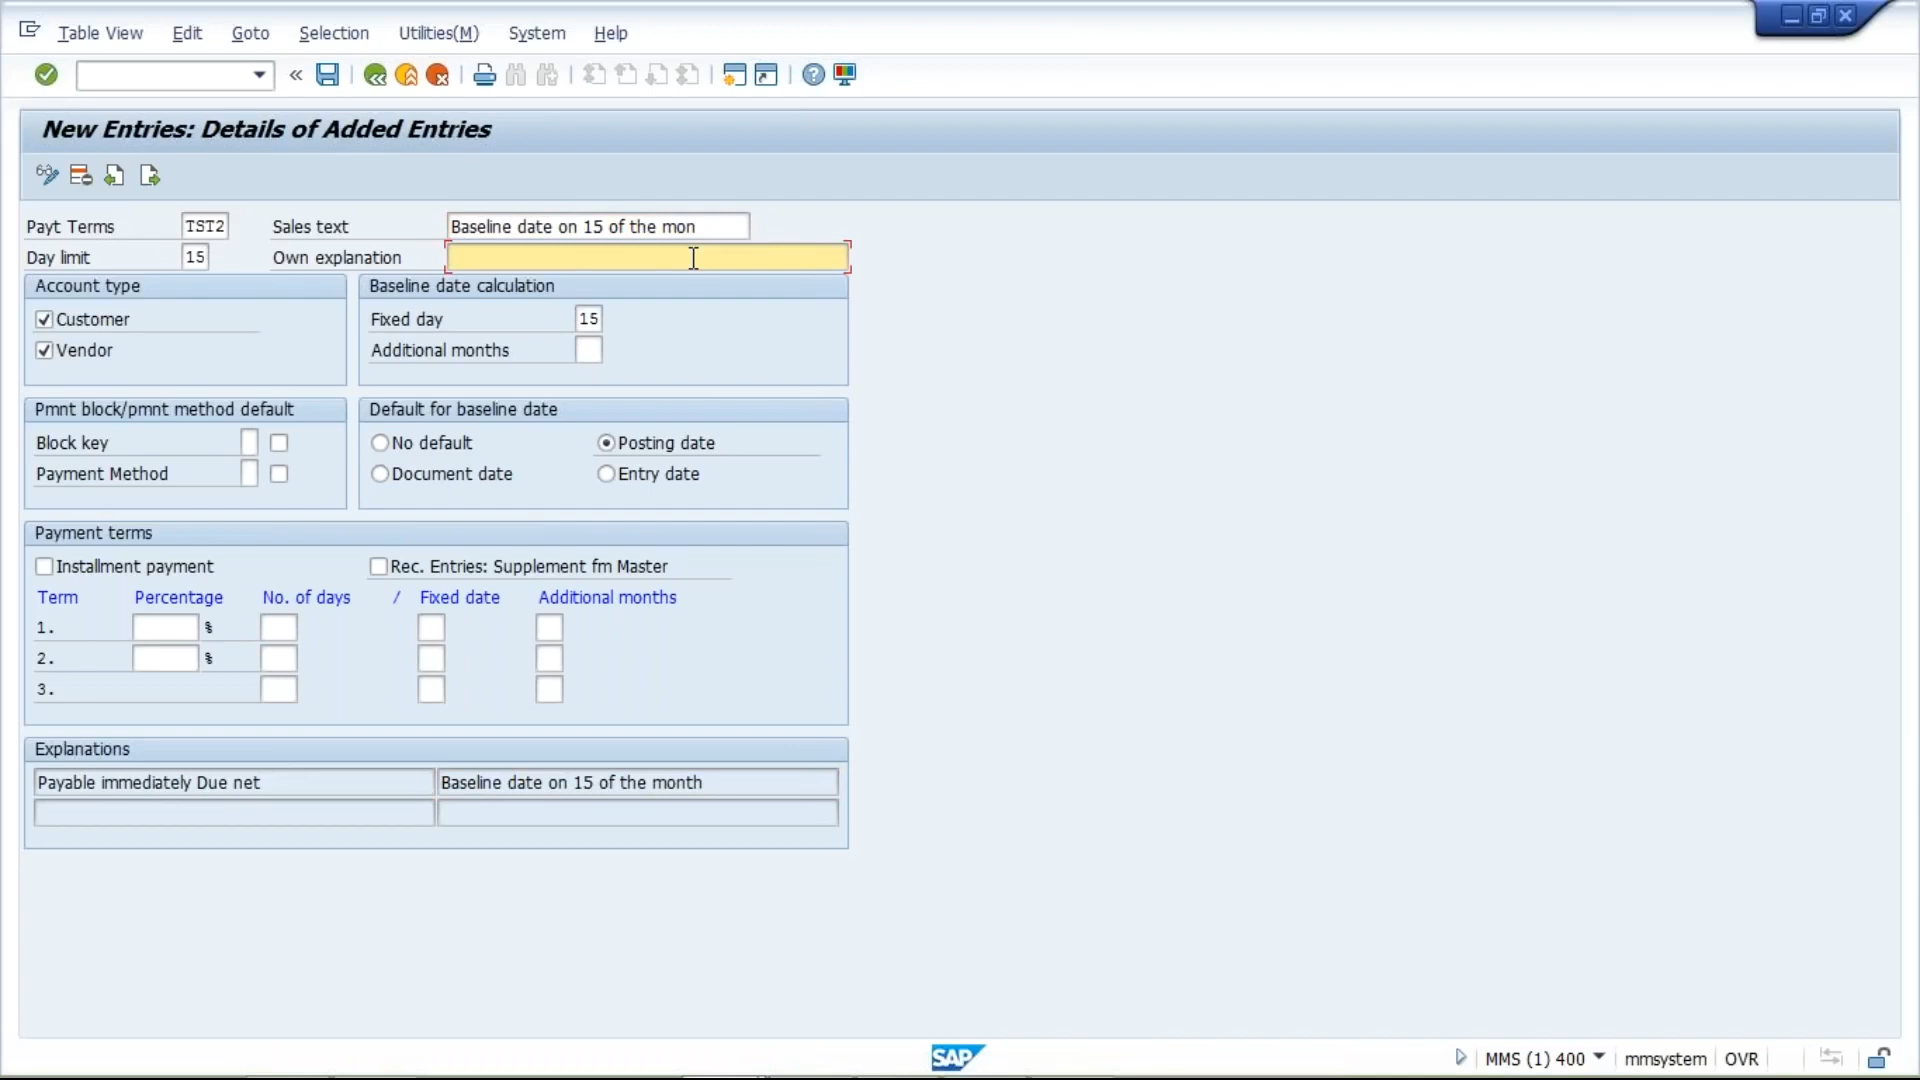 Table View Edit Goto Selection Utilities(M) System Help
New Entries: Details of Added Entries
Payt Terms TST2 Sales text Baseline date on 15 of the mon
Day limit 15 Own explanation
Account type Baseline date calculation
Customer Fixed day 15
Vendor Additional months
Pmnt block/pmnt method default Default for baseline date
Block key No default Posting date
Payment Method Document date Entry date
Payment terms
Installment payment Rec. Entries: Supplement fm Master
Term Percentage No. of days / Fixed date Additional months
1. %
2. %
3.
Explanations
Payable immediately Due net Baseline date on 15 of the month
SAP MMS (1) 400 mmsystem OVR